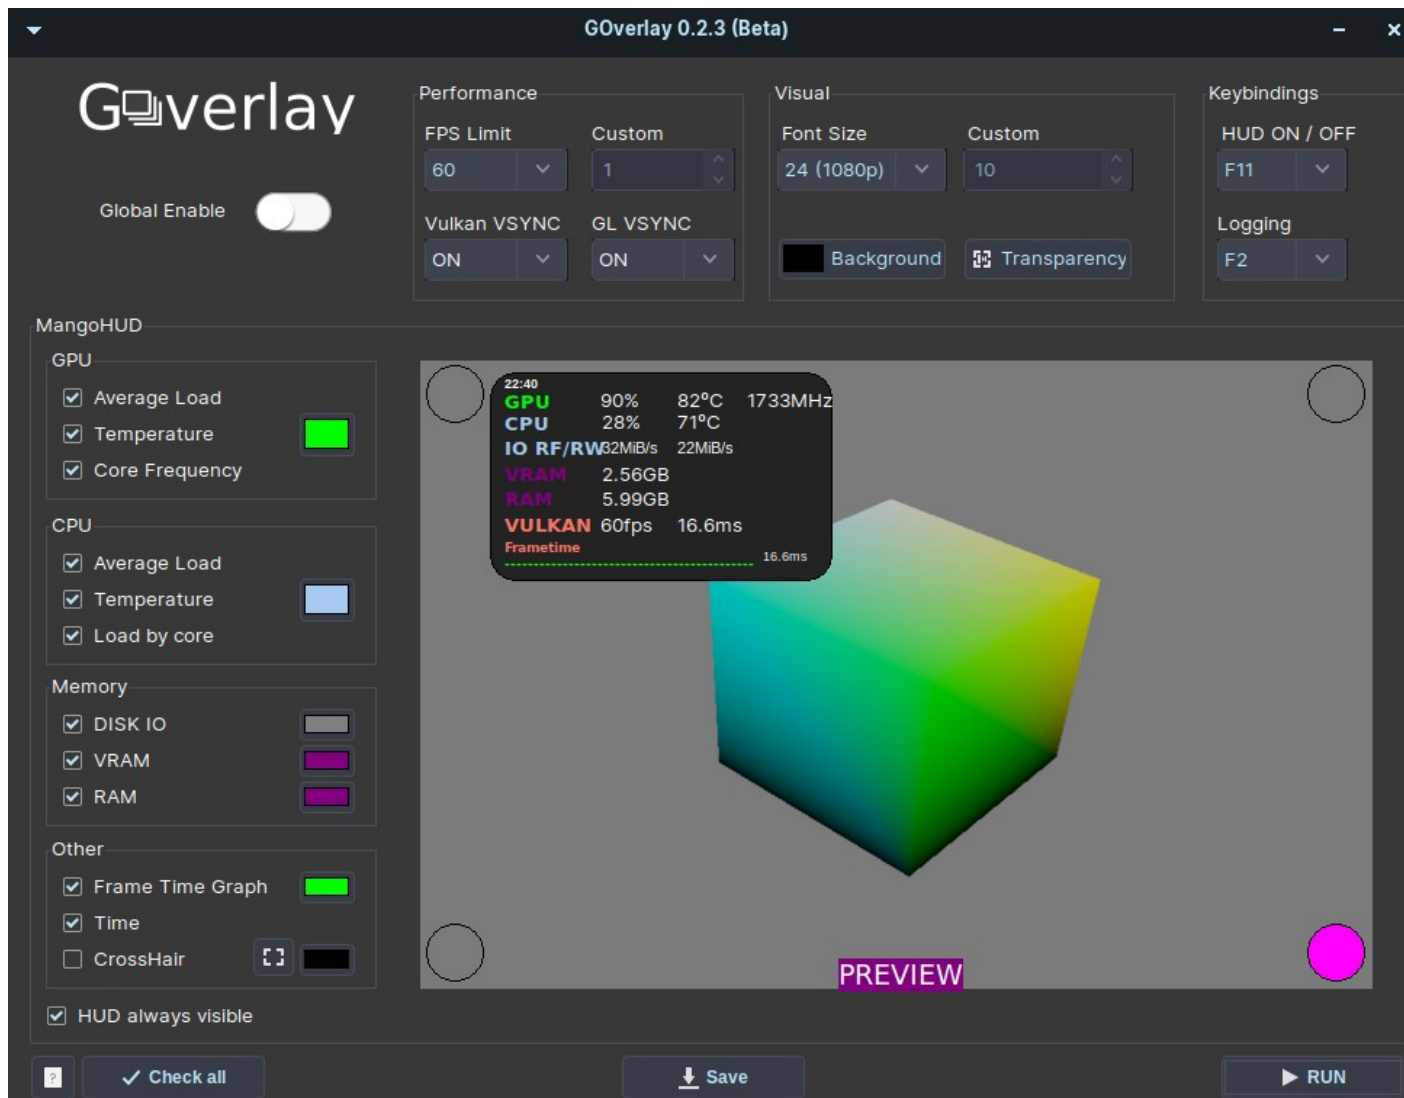 GOverlay 0.2.3 (Beta)
GOverlay
Global Enable
Performance
FPS Limit Custom
60 1
Vulkan VSYNC GL VSYNC
ON ON
Visual
Font Size Custom
24 (1080p) 10
Background Transparency
Keybindings
HUD ON / OFF
F11
Logging
F2
MangoHUD
GPU
Average Load
Temperature
Core Frequency
CPU
Average Load
Temperature
Load by core
Memory
DISK IO
VRAM
RAM
Other
Frame Time Graph
Time
CrossHair
HUD always visible
22:40
GPU 90% 82°C 1733MHz
CPU 28% 71°C
IO RF/RW 32MiB/s 22MiB/s
VRAM 2.56GB
RAM 5.99GB
VULKAN 60fps 16.6ms
Frametime
16.6ms
PREVIEW
? Check all Save RUN